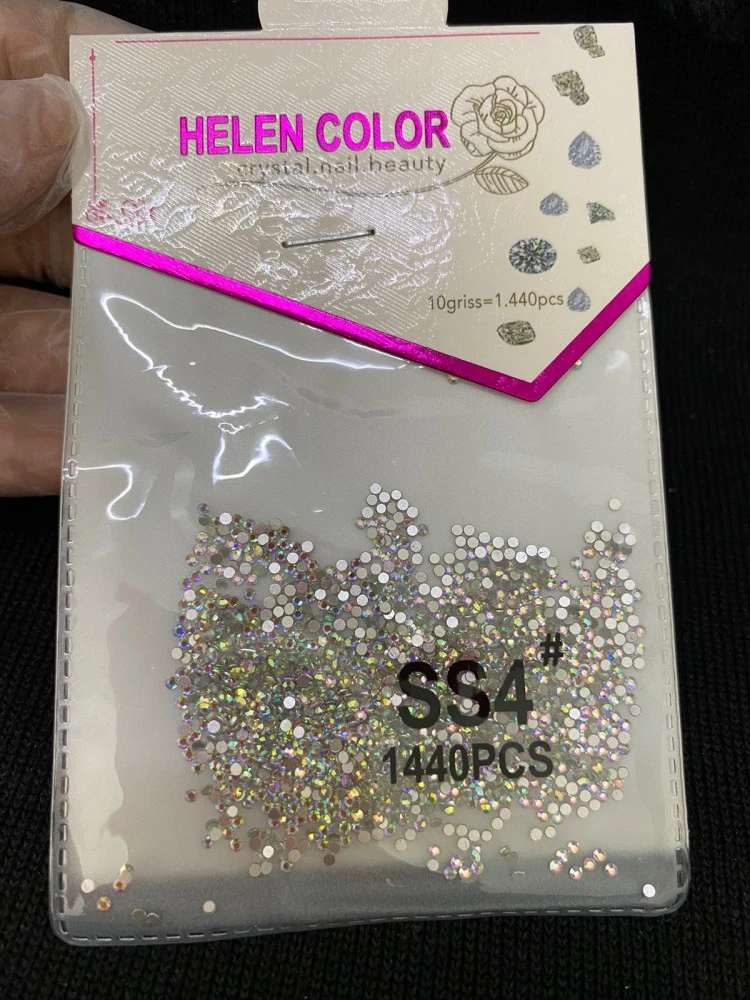 HELEN COLOR
crystal.nail.beauty
10griss=1.440pcs
SS4#
1440PCS